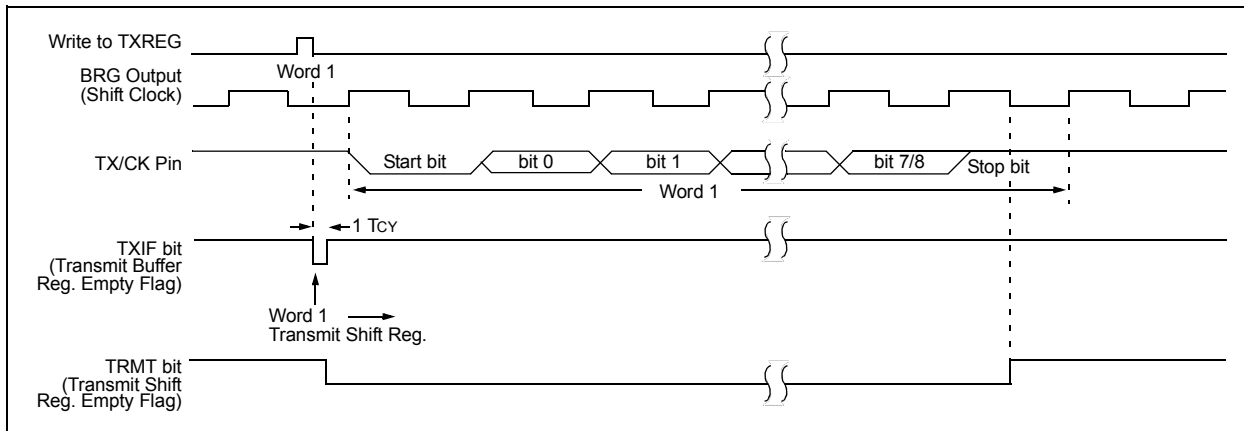 Write to TXREG
Word 1
BRG Output
(Shift Clock)
TX/CK Pin
Start bit
bit 0
bit 1
bit 7/8
Stop bit
Word 1
1 TCY
TXIF bit
(Transmit Buffer
Reg. Empty Flag)
Word 1
Transmit Shift Reg.
TRMT bit
(Transmit Shift
Reg. Empty Flag)